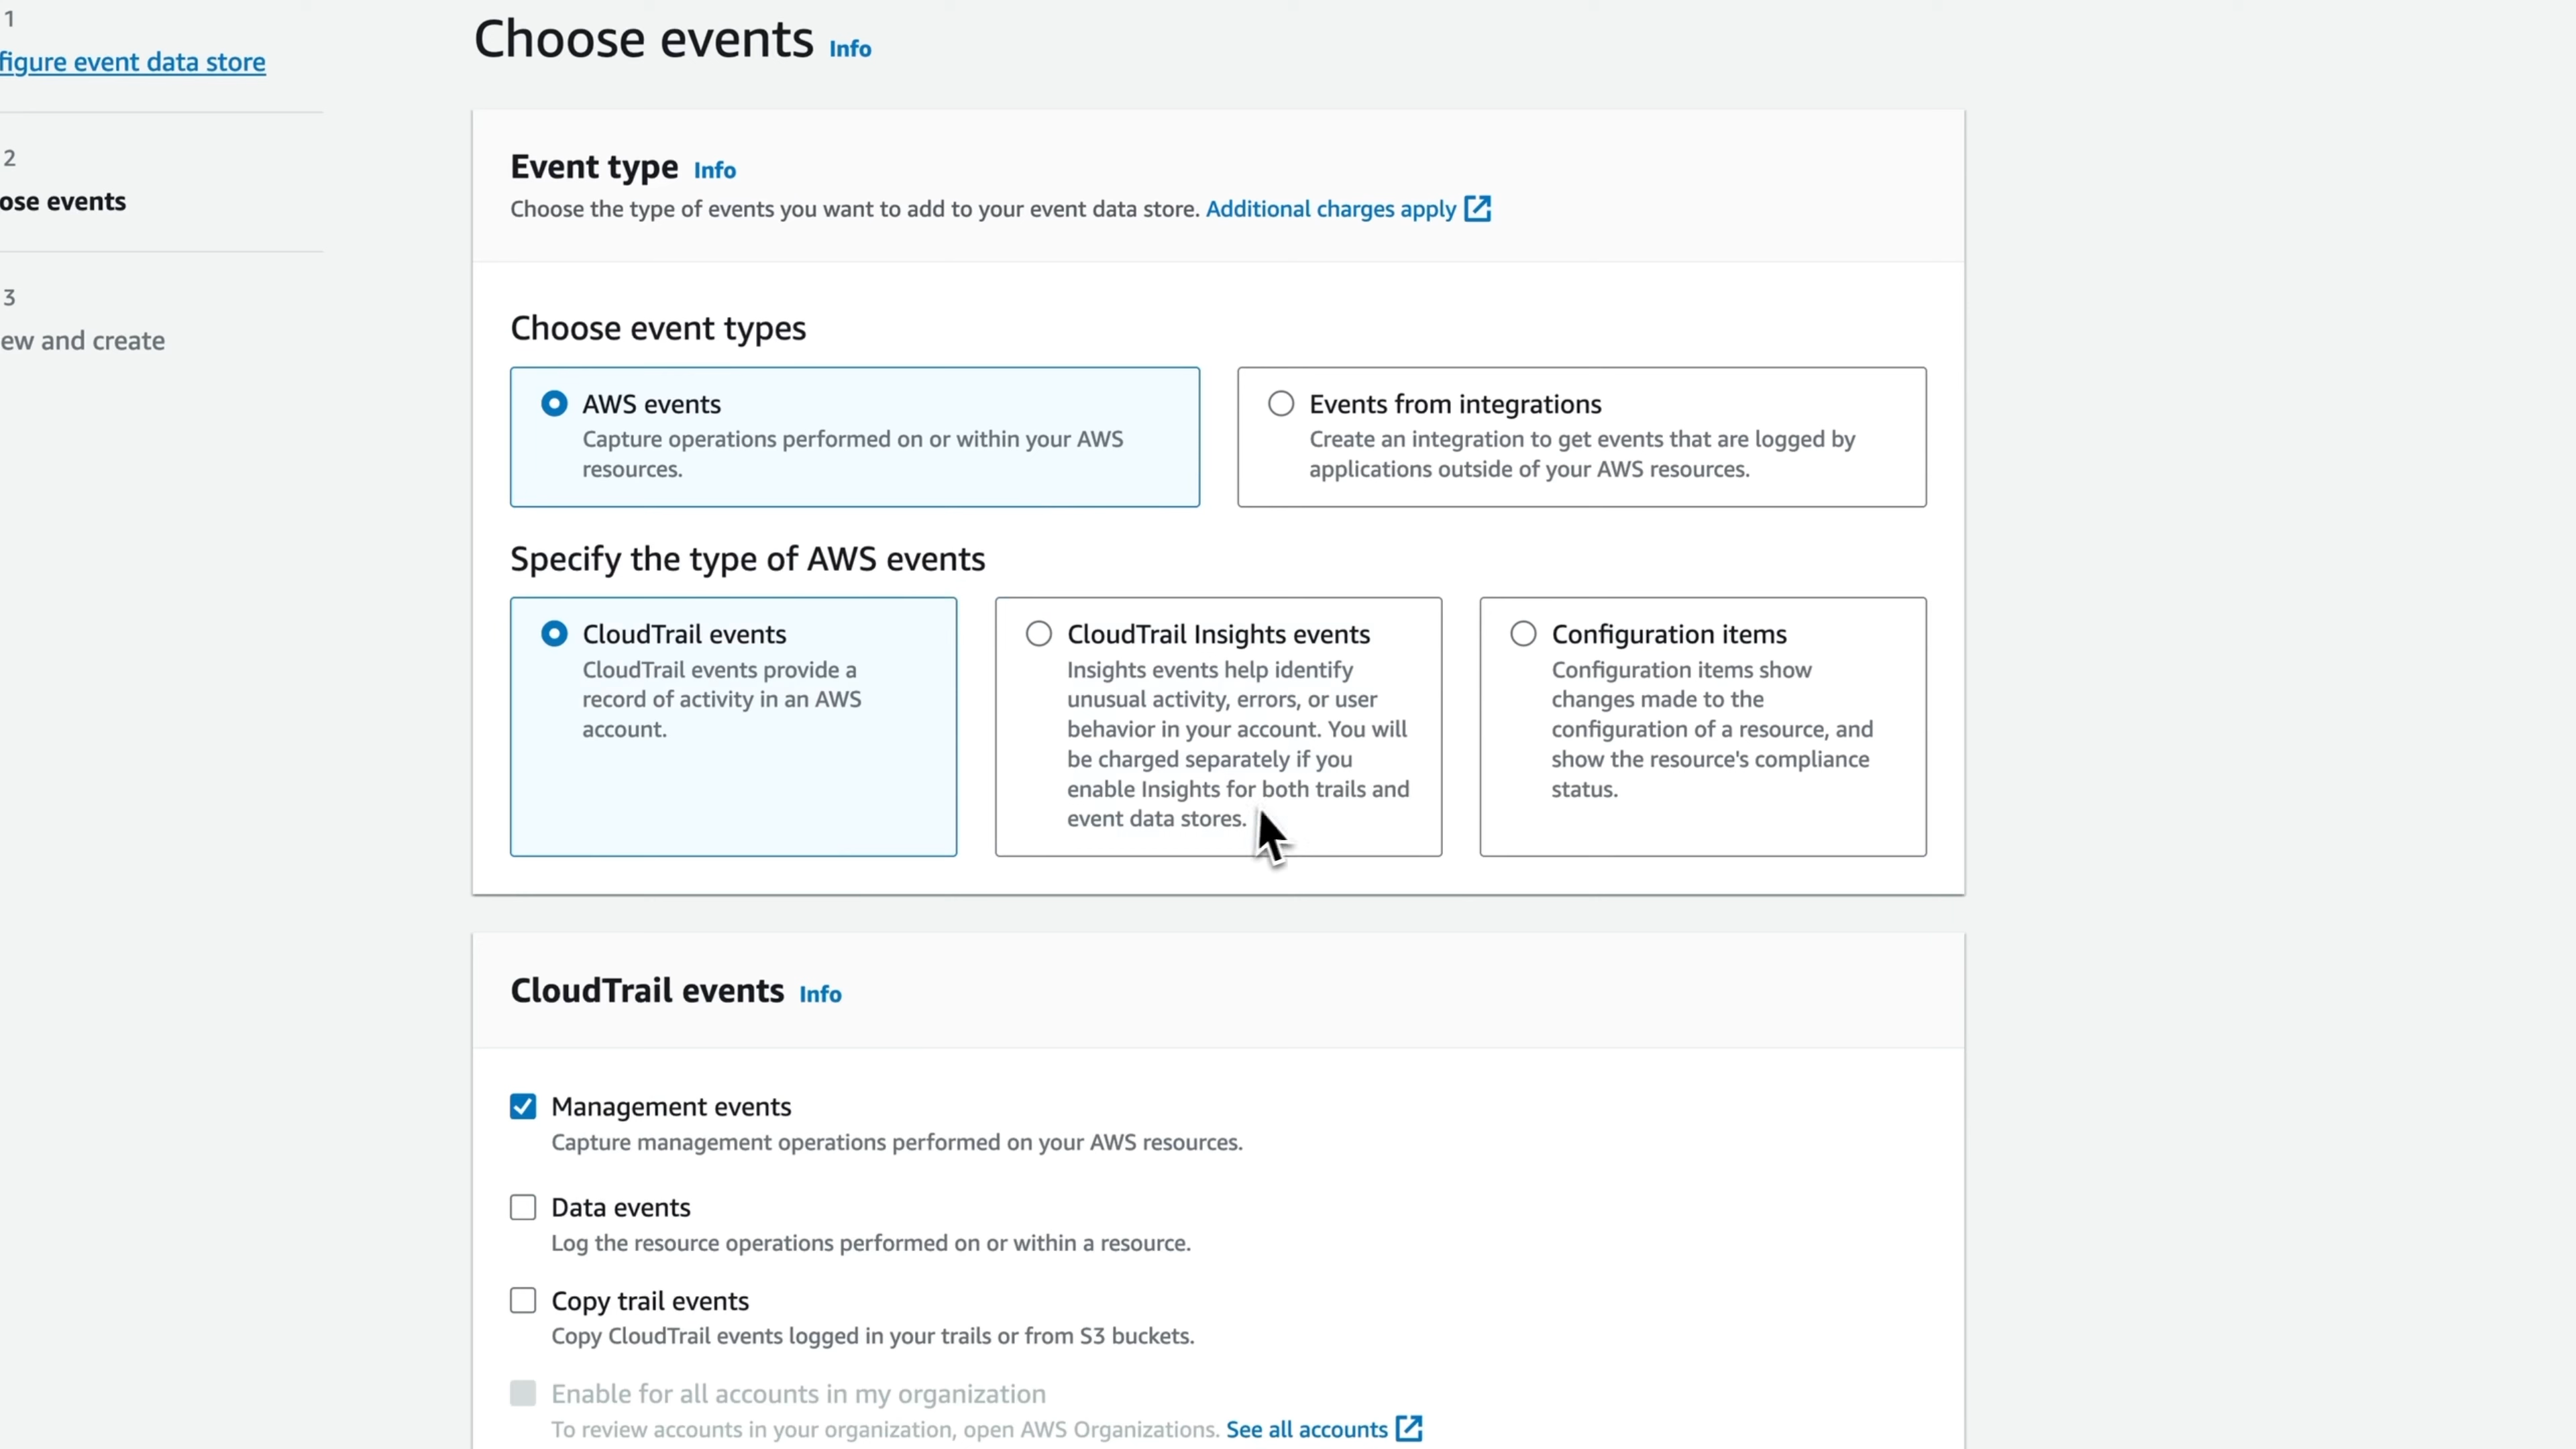 1
figure event data store
2
ose events
3
ew and create
Choose events Info
Event type Info
Choose the type of events you want to add to your event data store. Additional charges apply
Choose event types
AWS events
Capture operations performed on or within your AWS
resources.
Events from integrations
Create an integration to get events that are logged by
applications outside of your AWS resources.
Specify the type of AWS events
CloudTrail events
CloudTrail events provide a
record of activity in an AWS
account.
CloudTrail Insights events
Insights events help identify
unusual activity, errors, or user
behavior in your account. You will
be charged separately if you
enable Insights for both trails and
event data stores.
Configuration items
Configuration items show
changes made to the
configuration of a resource, and
show the resource's compliance
status.
CloudTrail events Info
Management events
Capture management operations performed on your AWS resources.
Data events
Log the resource operations performed on or within a resource.
Copy trail events
Copy CloudTrail events logged in your trails or from S3 buckets.
Enable for all accounts in my organization
To review accounts in your organization, open AWS Organizations. See all accounts